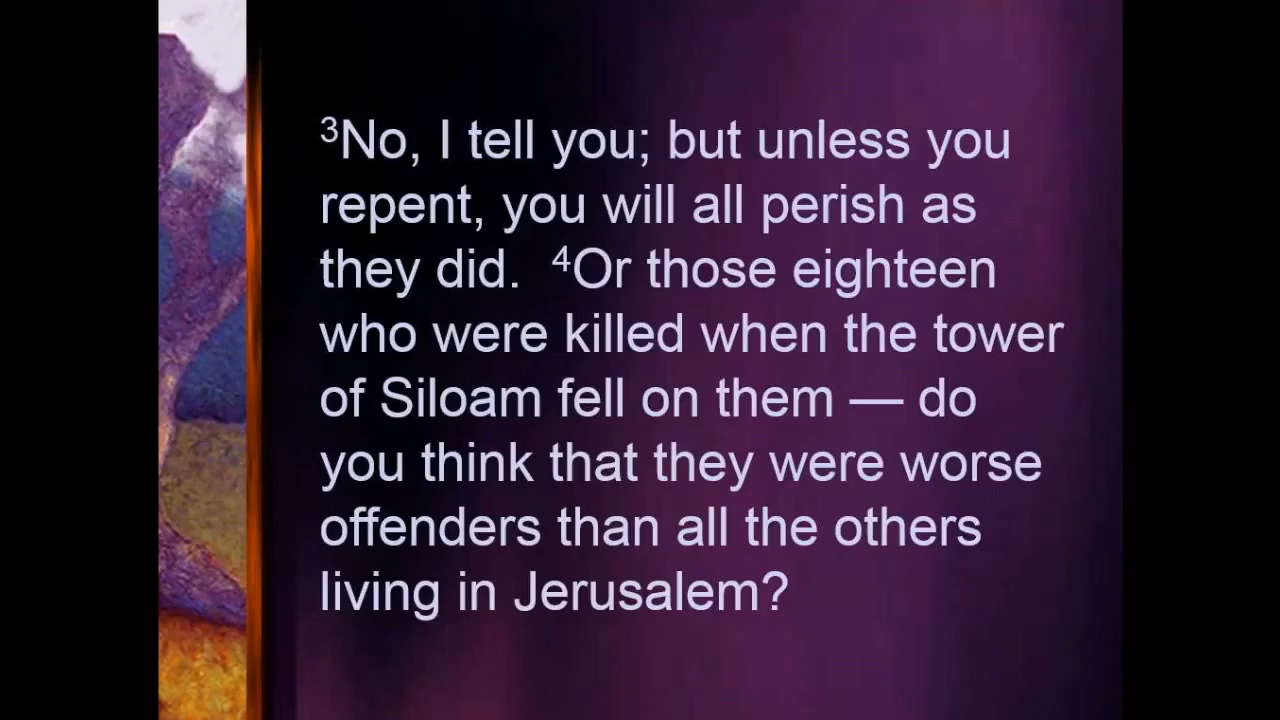 ³No, I tell you; but unless you
repent, you will all perish as
they did.  ⁴Or those eighteen
who were killed when the tower
of Siloam fell on them — do
you think that they were worse
offenders than all the others
living in Jerusalem?